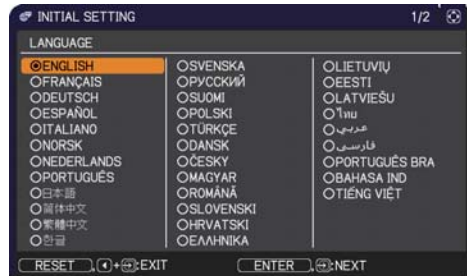 INITIAL SETTING 1/2
LANGUAGE
ENGLISH
FRANÇAIS
DEUTSCH
ESPAÑOL
ITALIANO
NORSK
NEDERLANDS
PORTUGUÊS
日本語
简体中文
繁體中文
한글
SVENSKA
РУССКИЙ
SUOMI
POLSKI
TÜRKÇE
DANSK
ČESKY
MAGYAR
ROMÂNĂ
SLOVENSKI
HRVATSKI
ΕΛΛΗΝΙΚΑ
LIETUVIŲ
EESTI
LATVIEŠU
ไทย
عربي
فارسی
PORTUGUÊS BRA
BAHASA IND
TIẾNG VIỆT
RESET , +:EXIT ENTER , :NEXT